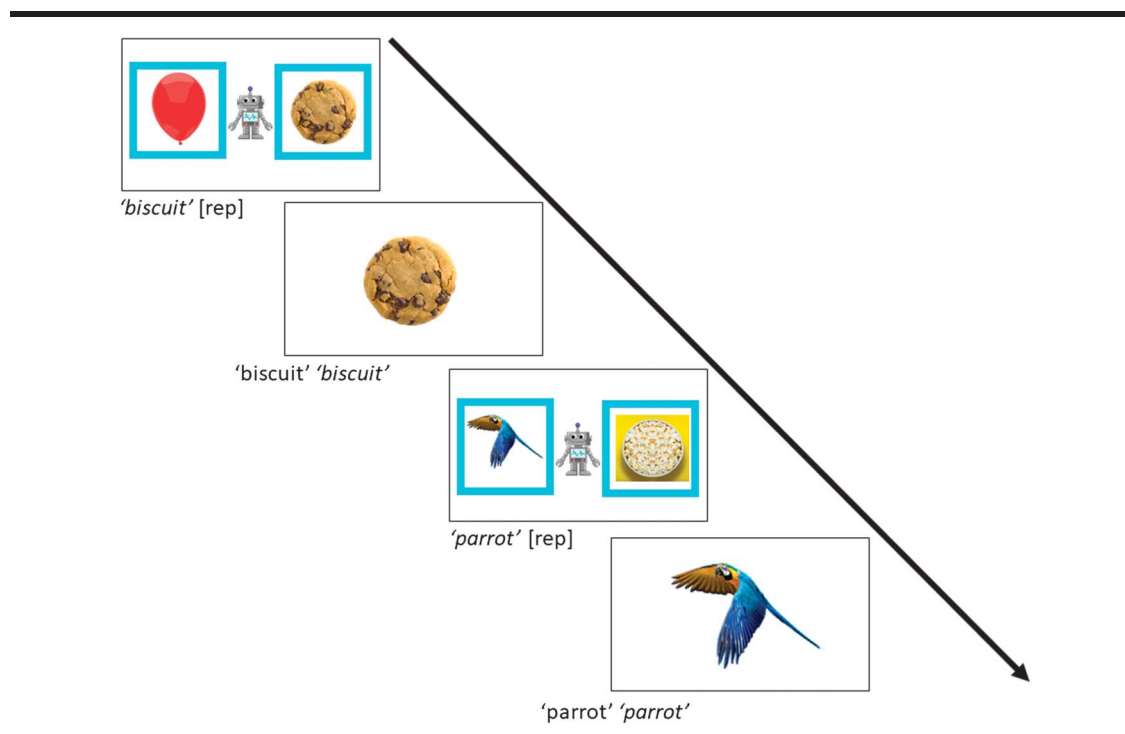 ‘biscuit’ [rep]
‘biscuit’ ‘biscuit’
‘parrot’ [rep]
‘parrot’ ‘parrot’